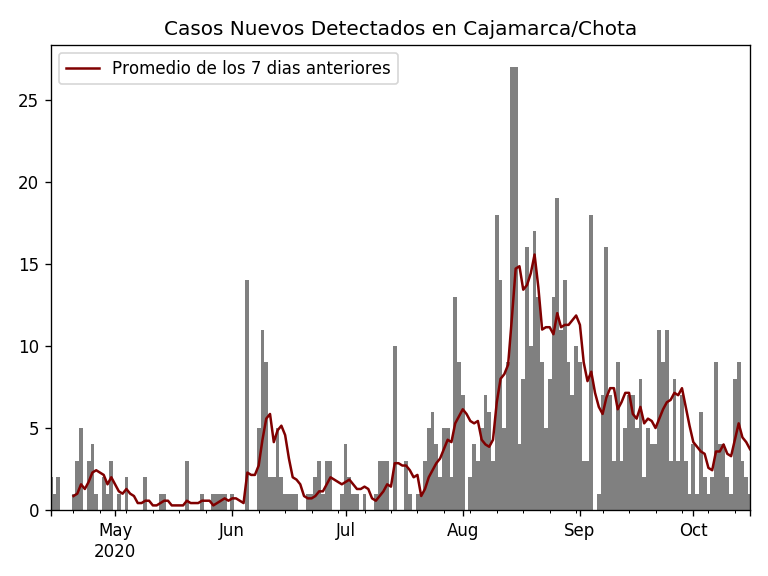 Casos Nuevos Detectados en Cajamarca/Chota
Promedio de los 7 dias anteriores
25
20
15
10
5
0
May Jun Jul Aug Sep Oct
2020